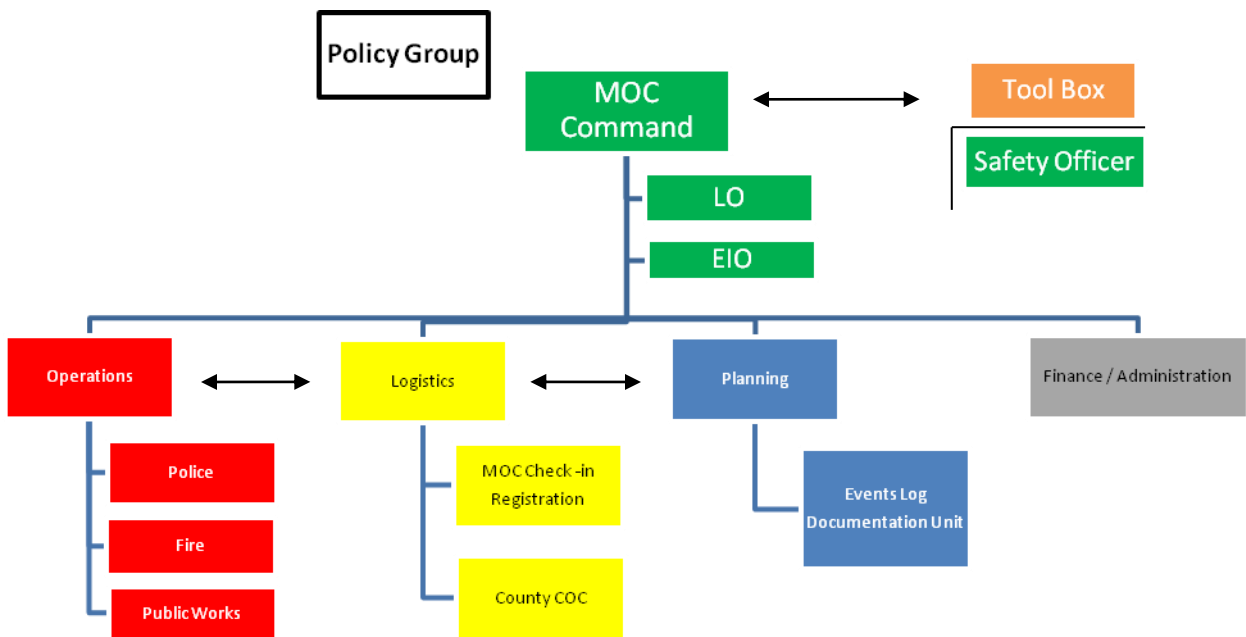 Policy Group
MOC
Command
Tool Box
Safety Officer
LO
EIO
Operations
Logistics
Planning
Finance / Administration
Police
Fire
Public Works
MOC Check -in
Registration
County COC
Events Log
Documentation Unit